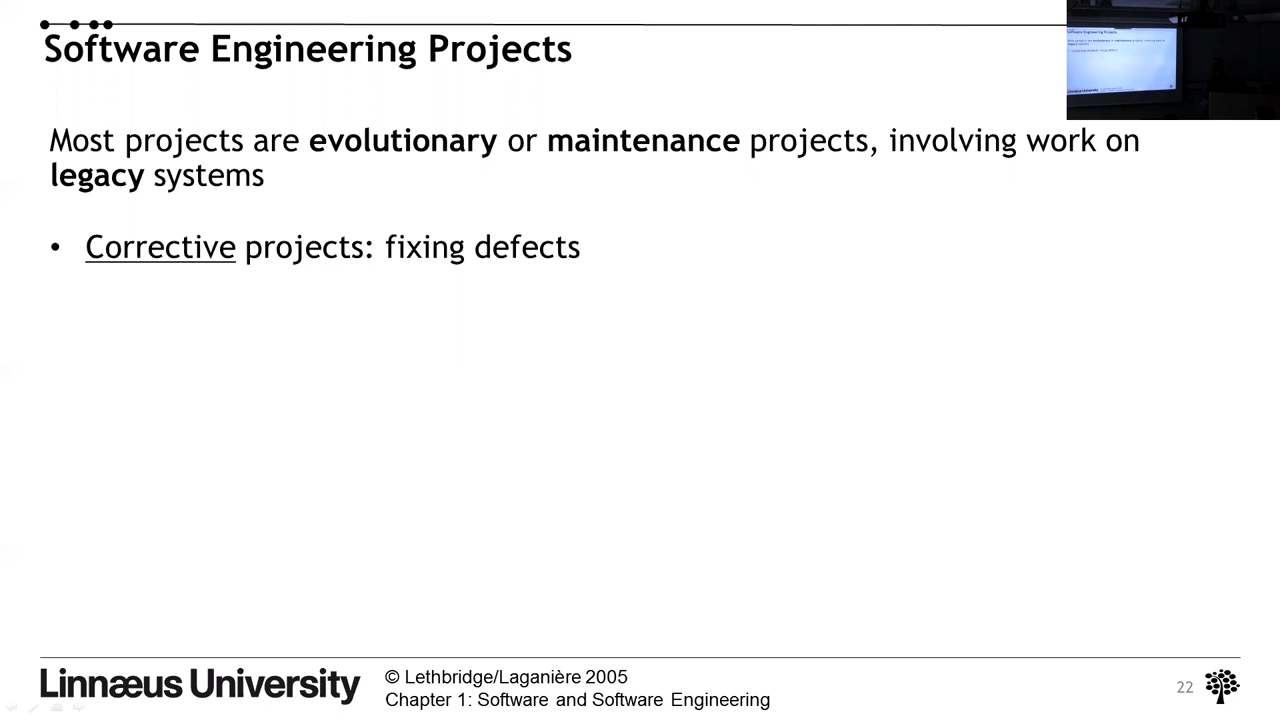 Software Engineering Projects
Most projects are evolutionary or maintenance projects, involving work on
legacy systems
• Corrective projects: fixing defects
Linnæus University
© Lethbridge/Laganière 2005
Chapter 1: Software and Software Engineering
22